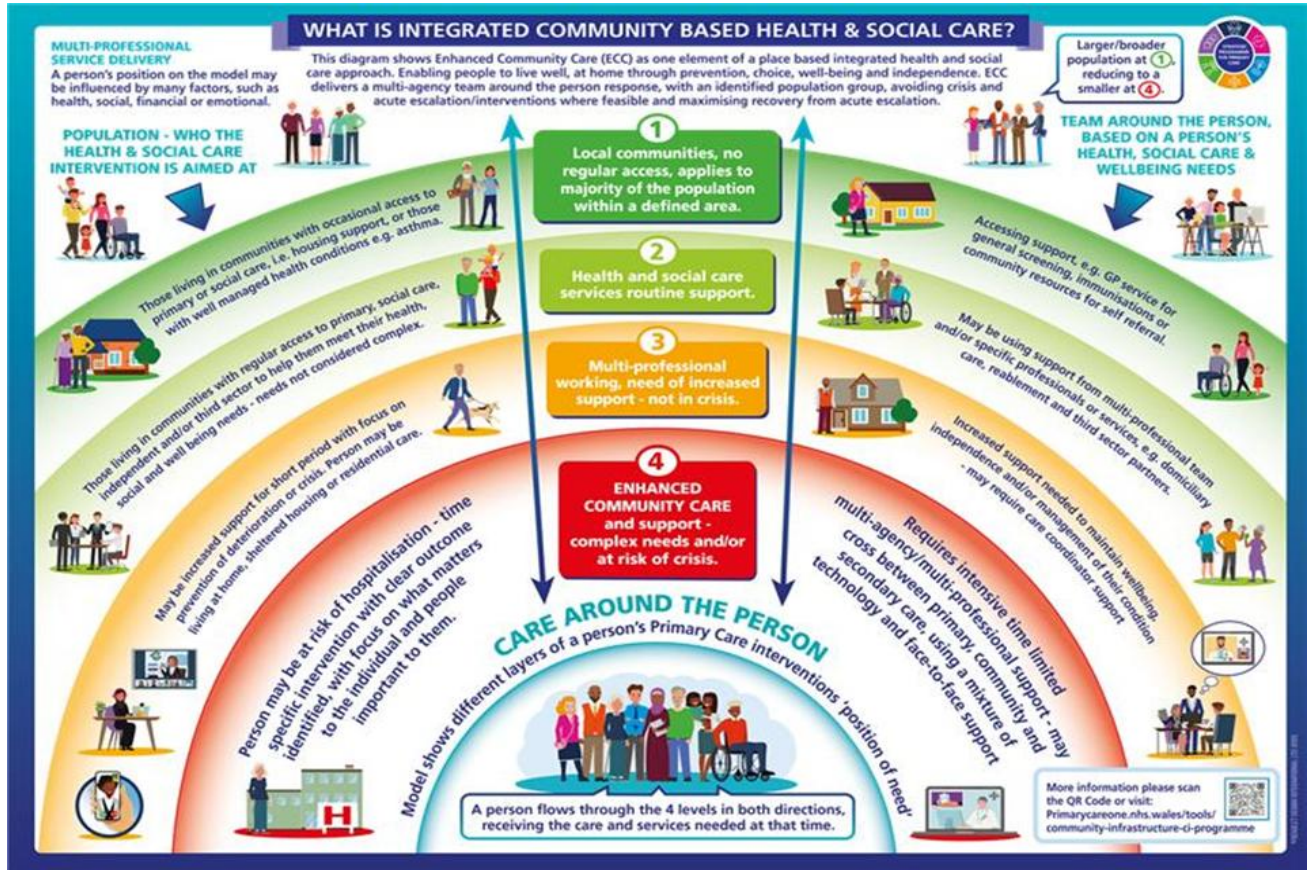 WHAT IS INTEGRATED COMMUNITY BASED HEALTH & SOCIAL CARE?
This diagram shows Enhanced Community Care (ECC) as one element of a place based integrated health and social
care approach. Enabling people to live well, at home through prevention, choice, well-being and independence. ECC
delivers a multi-agency team around the person response, with an identified population group, avoiding crisis and
acute escalation/interventions where feasible and maximising recovery from acute escalation.
MULTI-PROFESSIONAL
SERVICE DELIVERY
A person's position on the model may
be influenced by many factors, such as
health, social, financial or emotional.
POPULATION - WHO THE
HEALTH & SOCIAL CARE
INTERVENTION IS AIMED AT
Larger/broader
population at 1,
reducing to a
smaller at 4.
TEAM AROUND THE PERSON,
BASED ON A PERSON'S
HEALTH, SOCIAL CARE &
WELLBEING NEEDS
1
Local communities, no
regular access, applies to
majority of the population
within a defined area.
Those living in communities with occasional access to
primary or social care, i.e. housing support, or those
with well managed health conditions e.g. asthma.
Accessing support, e.g. GP service for
general screening, immunisations or
community resources for self referral.
2
Health and social care
services routine support.
Those living in communities with regular access to primary, social care,
independent and/or third sector to help them meet their health,
social and well being needs - needs not considered complex.
May be using support from multi-professional team
and/or specific professionals or services, e.g. domiciliary
care, reablement and third sector partners.
3
Multi-professional
working, need of increased
support - not in crisis.
May be increased support for short period with focus on
prevention of deterioration or crisis. Person may be
living at home, sheltered housing or residential care.
Increased support needed to maintain wellbeing,
independence and/or management of their condition
- may require care coordinator support
4
ENHANCED
COMMUNITY CARE
and support -
complex needs and/or
at risk of crisis.
Person may be at risk of hospitalisation - time
specific intervention with clear outcome
identified, with focus on what matters
to the individual and people
important to them.
Requires intensive time limited
multi-agency/multi-professional support - may
cross between primary, community and
secondary care, using a mixture of
technology and face-to-face support
CARE AROUND THE PERSON
Model shows different layers of a person's Primary Care interventions 'position of need'
H
A person flows through the 4 levels in both directions,
receiving the care and services needed at that time.
More information please scan
the QR Code or visit:
Primarycareone.nhs.wales/tools/
community-infrastructure-ci-programme